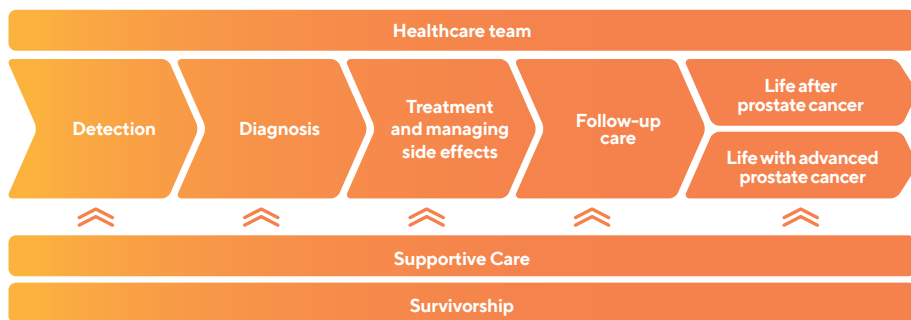 Healthcare team
Detection
Diagnosis
Treatment
and managing
side effects
Follow-up
care
Life after
prostate cancer
Life with advanced
prostate cancer
Supportive Care
Survivorship